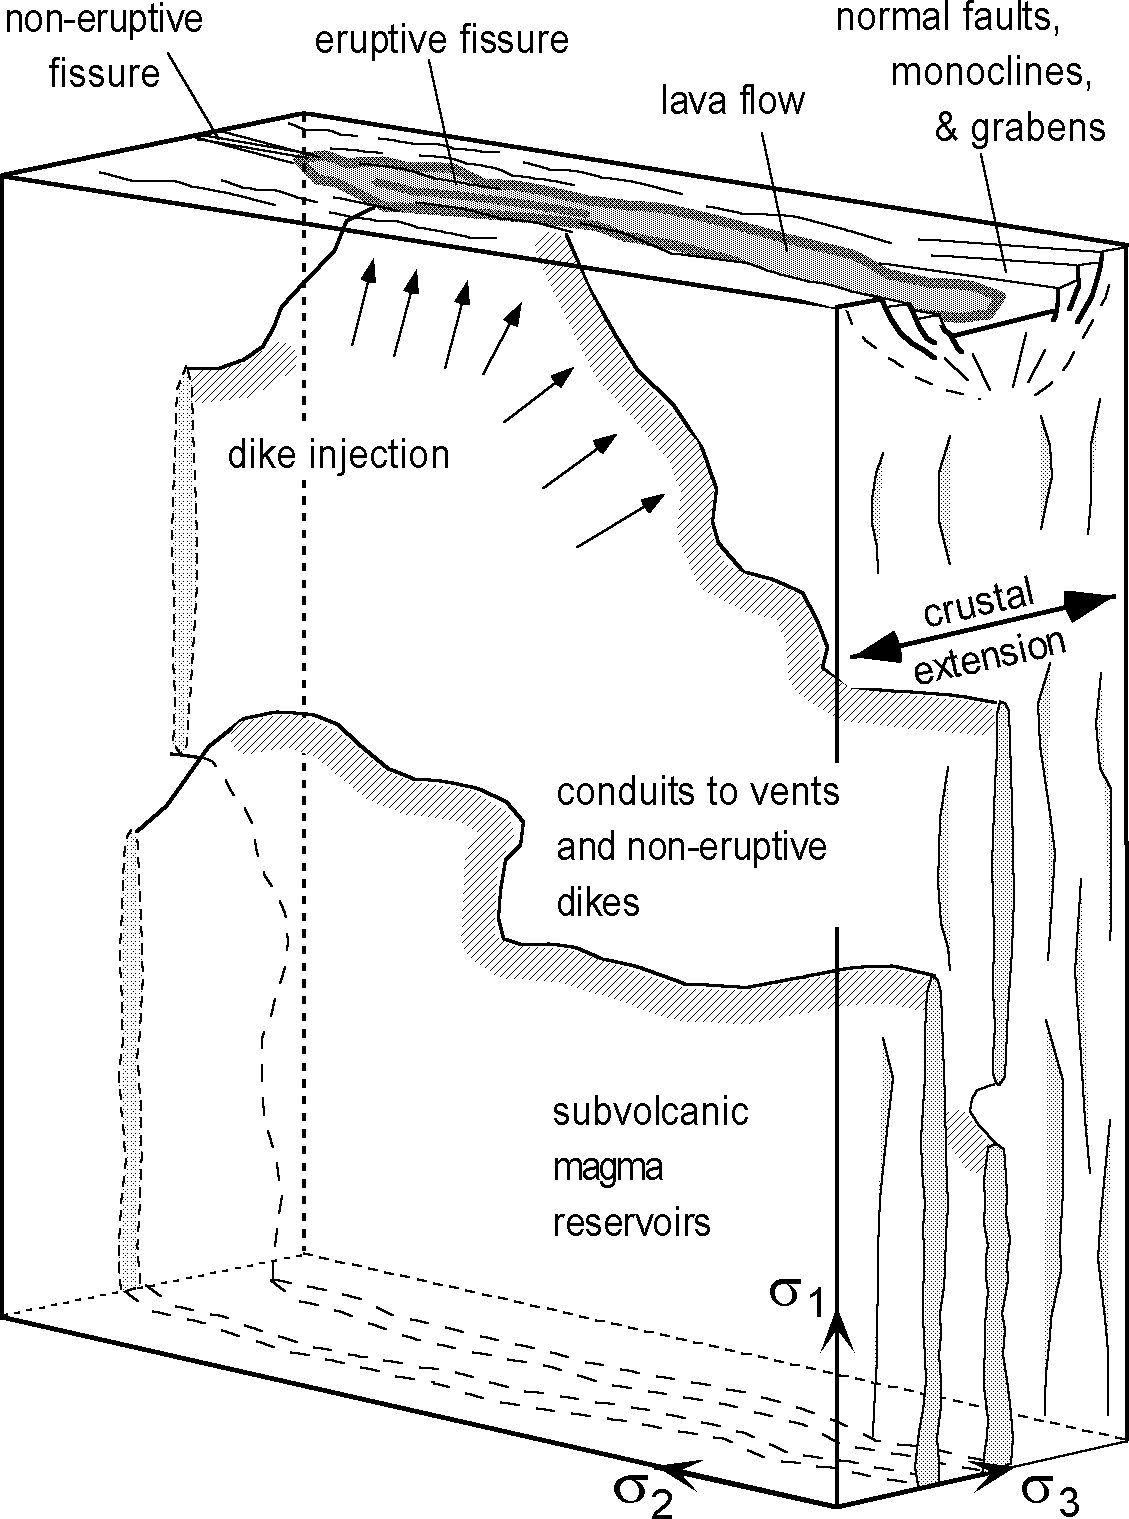 non-eruptive
fissure
eruptive fissure
lava flow
normal faults,
monoclines,
& grabens
dike injection
crustal
extension
conduits to vents
and non-eruptive
dikes
subvolcanic
magma
reservoirs
σ1
σ2
σ3